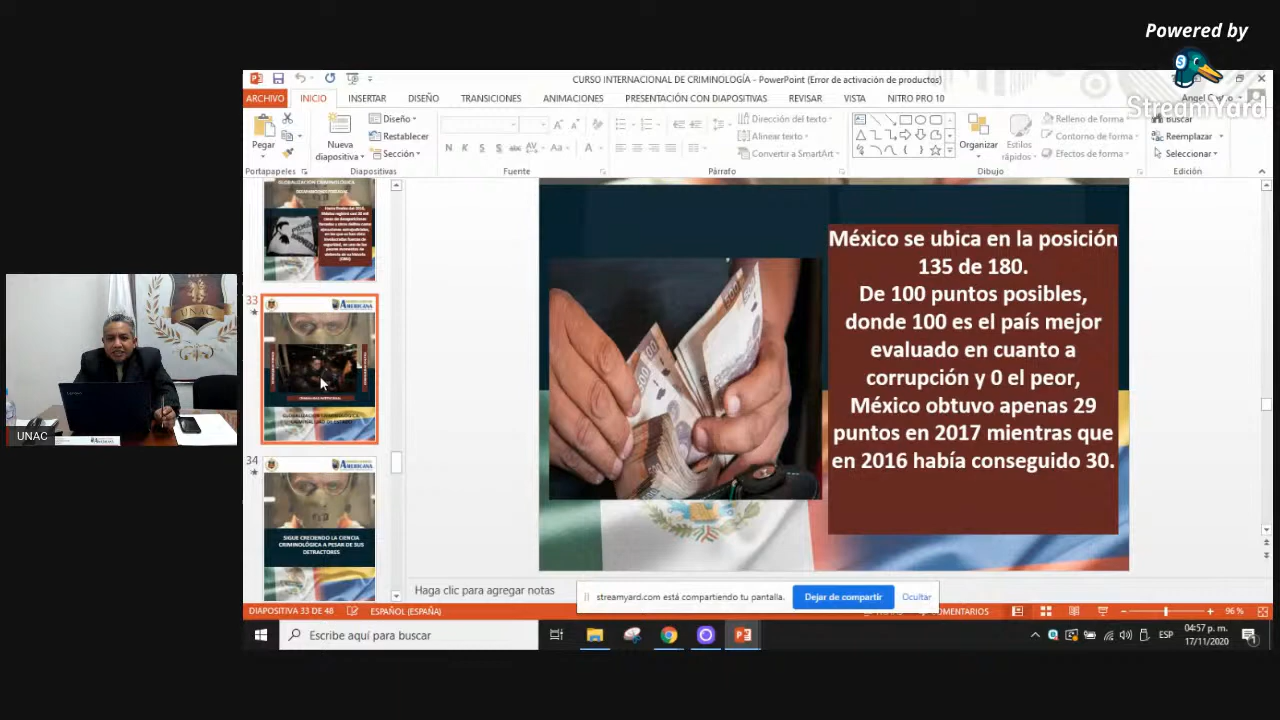 Powered by
StreamYard
CURSO INTERNACIONAL DE CRIMINOLOGÍA - PowerPoint (Error de activación de productos)
ARCHIVO INICIO INSERTAR DISEÑO TRANSICIONES ANIMACIONES PRESENTACIÓN CON DIAPOSITIVAS REVISAR VISTA NITRO PRO 10
Pegar
Nueva
diapositiva
Diseño
Restablecer
Sección
N K S S abc AV Aa A
Dirección del texto
Alinear texto
Convertir a SmartArt
Organizar
Estilos
rápidos
Relleno de forma
Contorno de forma
Efectos de forma
Buscar
Reemplazar
Seleccionar
Portapapeles Diapositivas Fuente Párrafo Dibujo Edición
33
AMERICANA
34
AMERICANA
SIGUE CRECIENDO LA CIENCIA
CRIMINOLÓGICA A PESAR DE SUS
DETRACTORES
México se ubica en la posición
135 de 180.
De 100 puntos posibles,
donde 100 es el país mejor
evaluado en cuanto a
corrupción y 0 el peor,
México obtuvo apenas 29
puntos en 2017 mientras que
en 2016 había conseguido 30.
UNAC
UNAC
Haga clic para agregar notas
streamyard.com está compartiendo tu pantalla. Dejar de compartir Ocultar
DIAPOSITIVA 33 DE 48 ESPAÑOL (ESPAÑA) COMENTARIOS 96 %
Escribe aquí para buscar
ESP
04:57 p. m.
17/11/2020